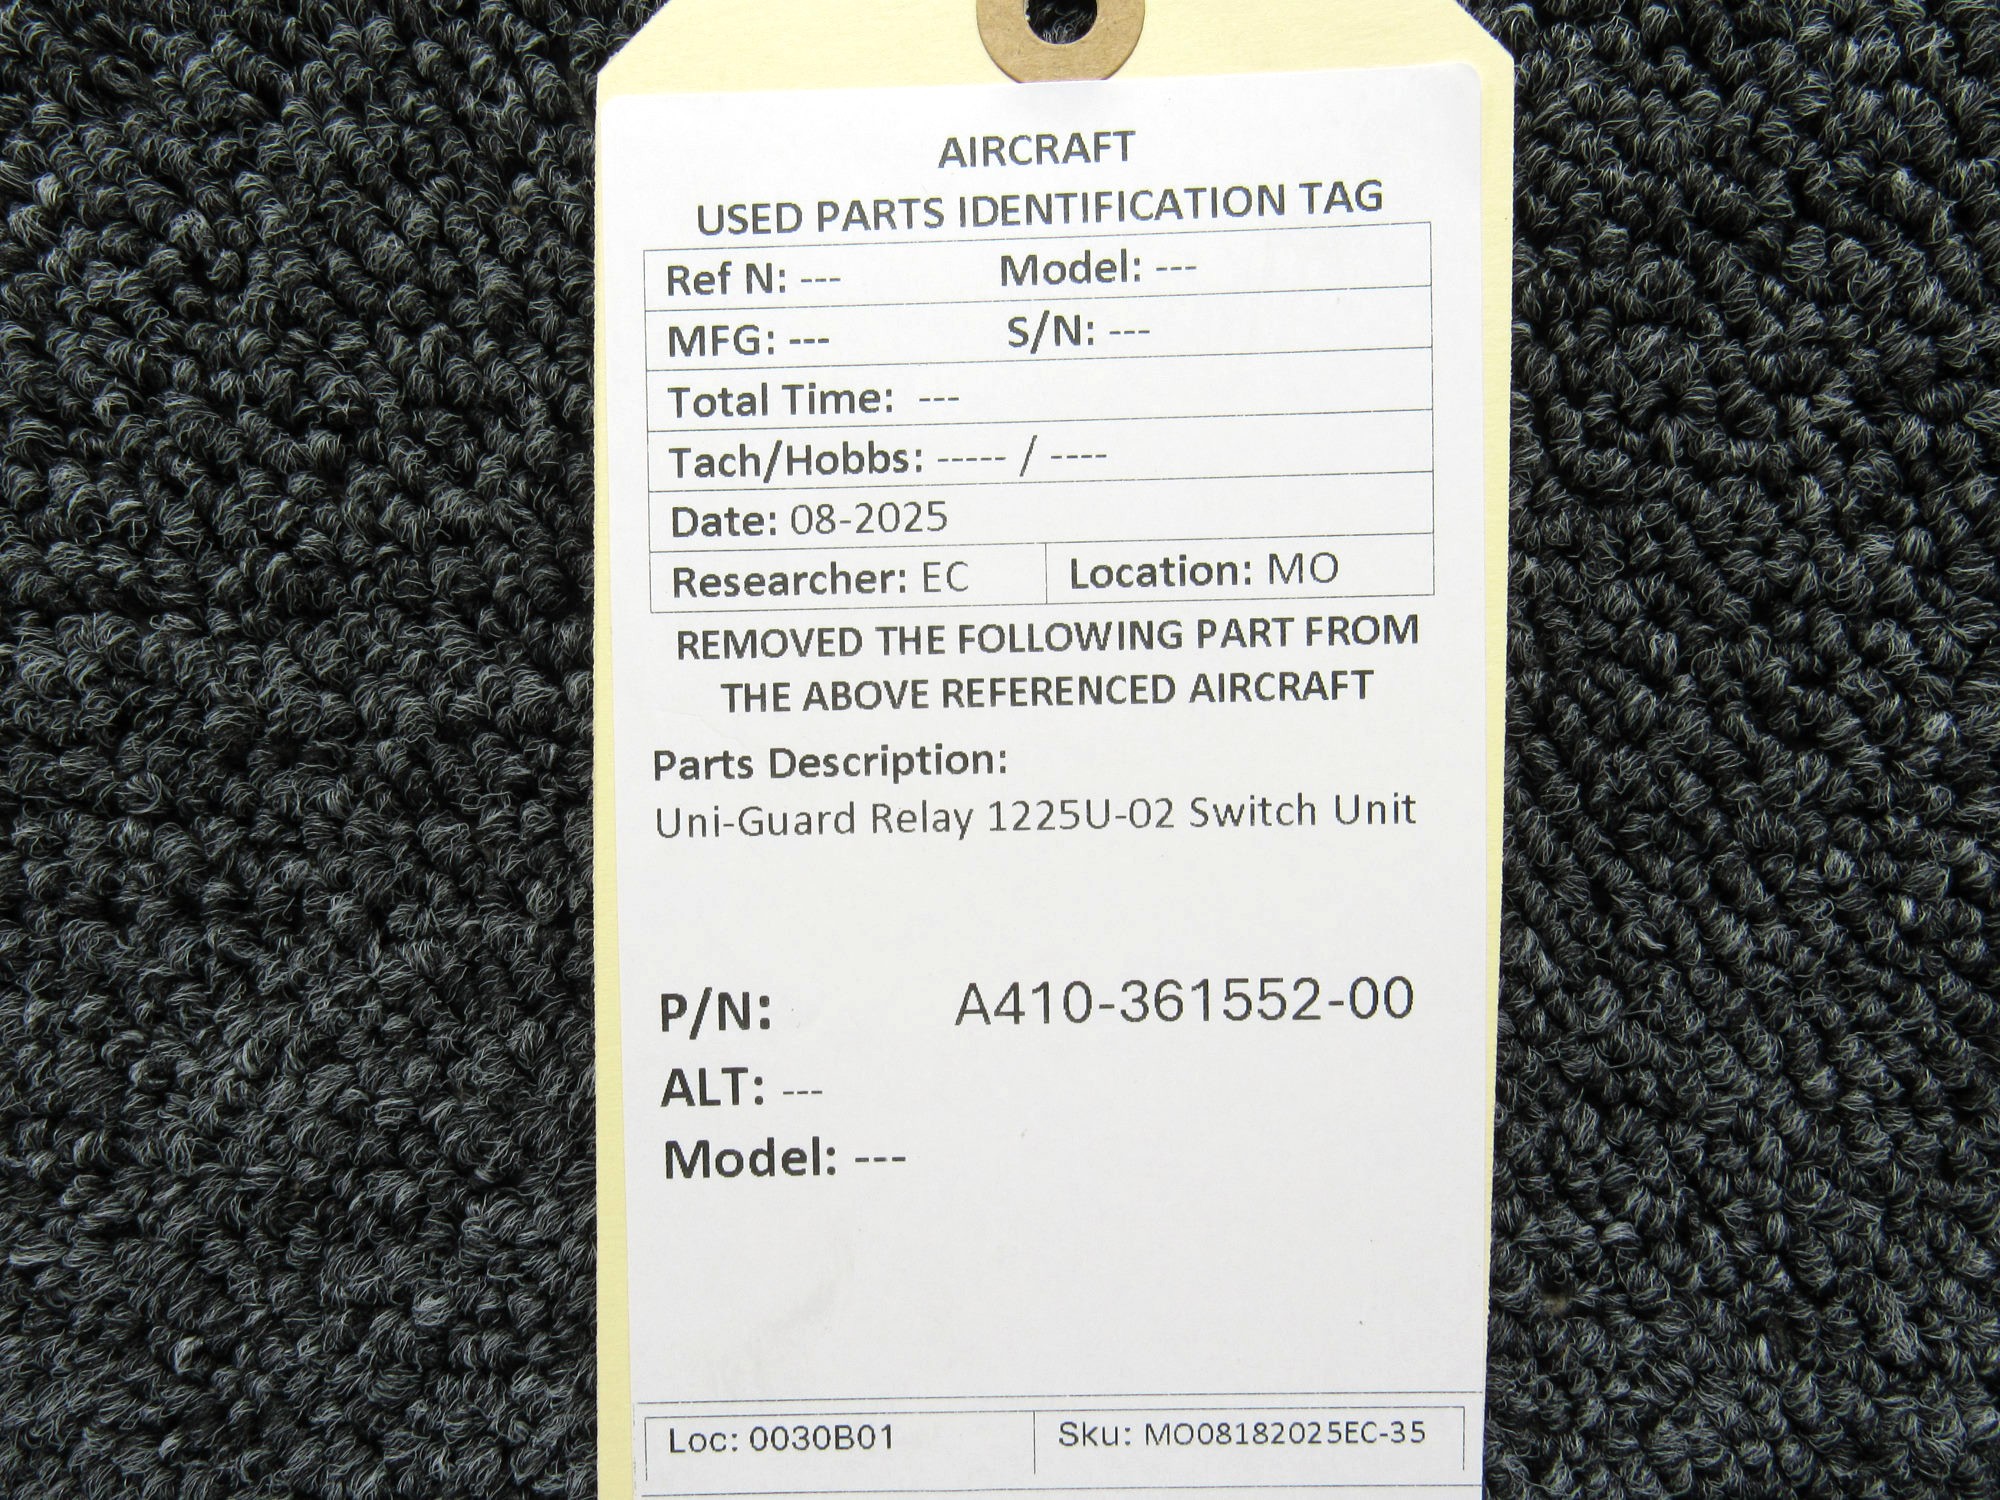 AIRCRAFT
USED PARTS IDENTIFICATION TAG
Ref N: --- Model: ---
MFG: --- S/N: ---
Total Time: ---
Tach/Hobbs: ----- / ----
Date: 08-2025
Researcher: EC Location: MO
REMOVED THE FOLLOWING PART FROM
THE ABOVE REFERENCED AIRCRAFT
Parts Description:
Uni-Guard Relay 1225U-02 Switch Unit
P/N: A410-361552-00
ALT: ---
Model: ---
Loc: 0030B01 Sku: MO08182025EC-35